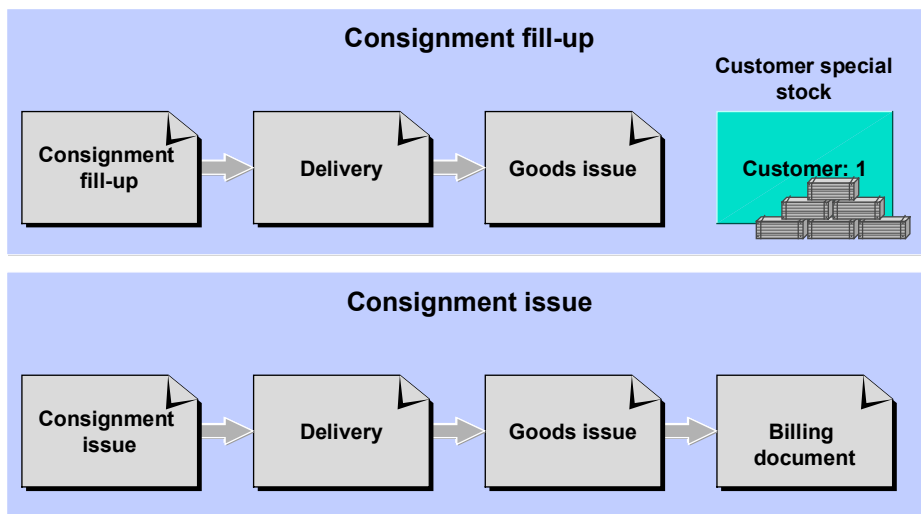 Consignment fill-up
Customer special
stock
Consignment
fill-up
Delivery
Goods issue
Customer: 1
Consignment issue
Consignment
issue
Delivery
Goods issue
Billing
document